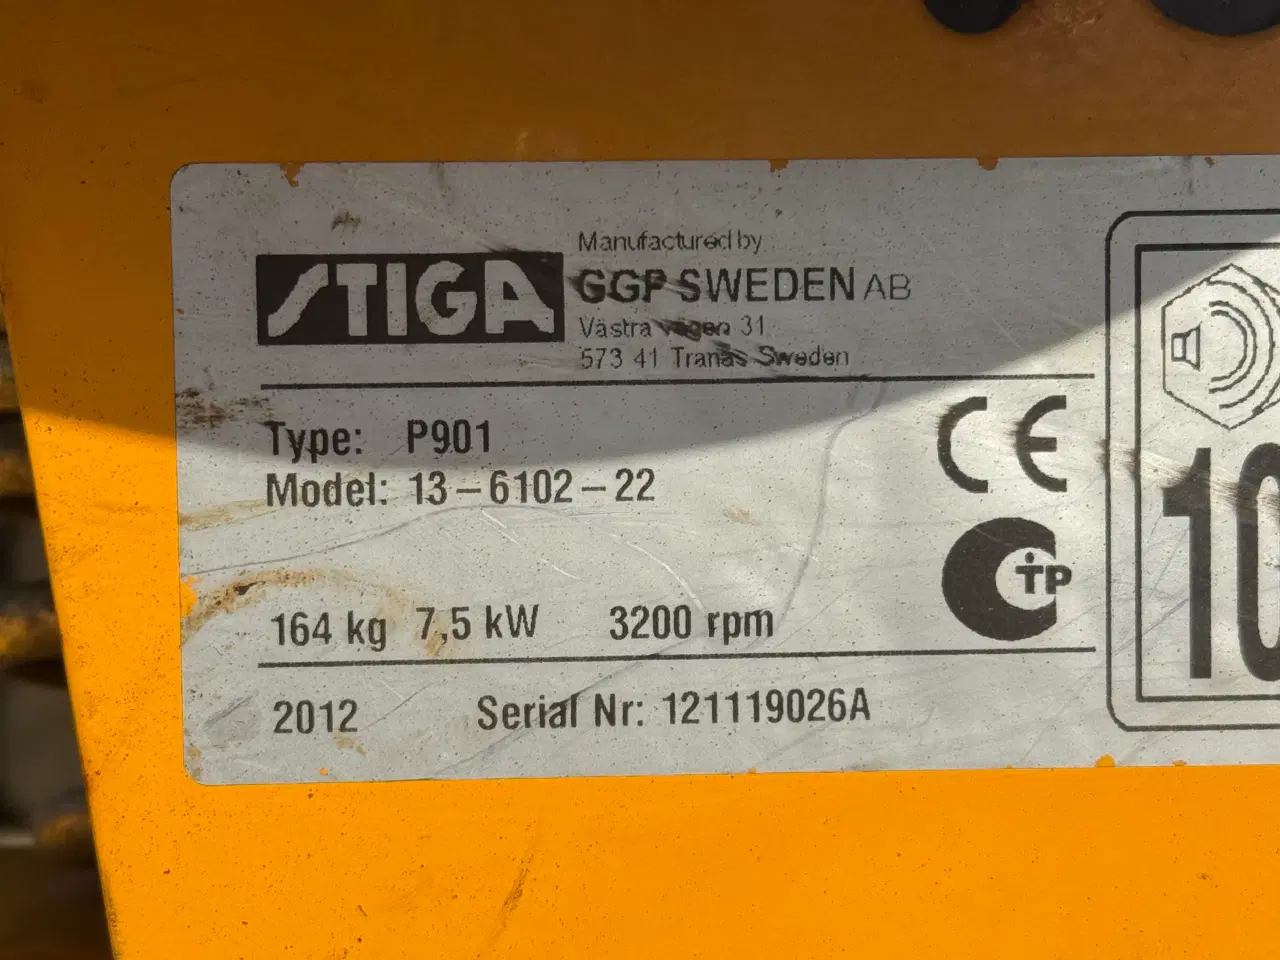 STIGA
Manufactured by
GGP SWEDEN AB
Västra vägen 31
573 41 Tranås Sweden
Type: P901
Model: 13-6102-22
CE
TP
164 kg 7,5 kW 3200 rpm
2012 Serial Nr: 121119026A